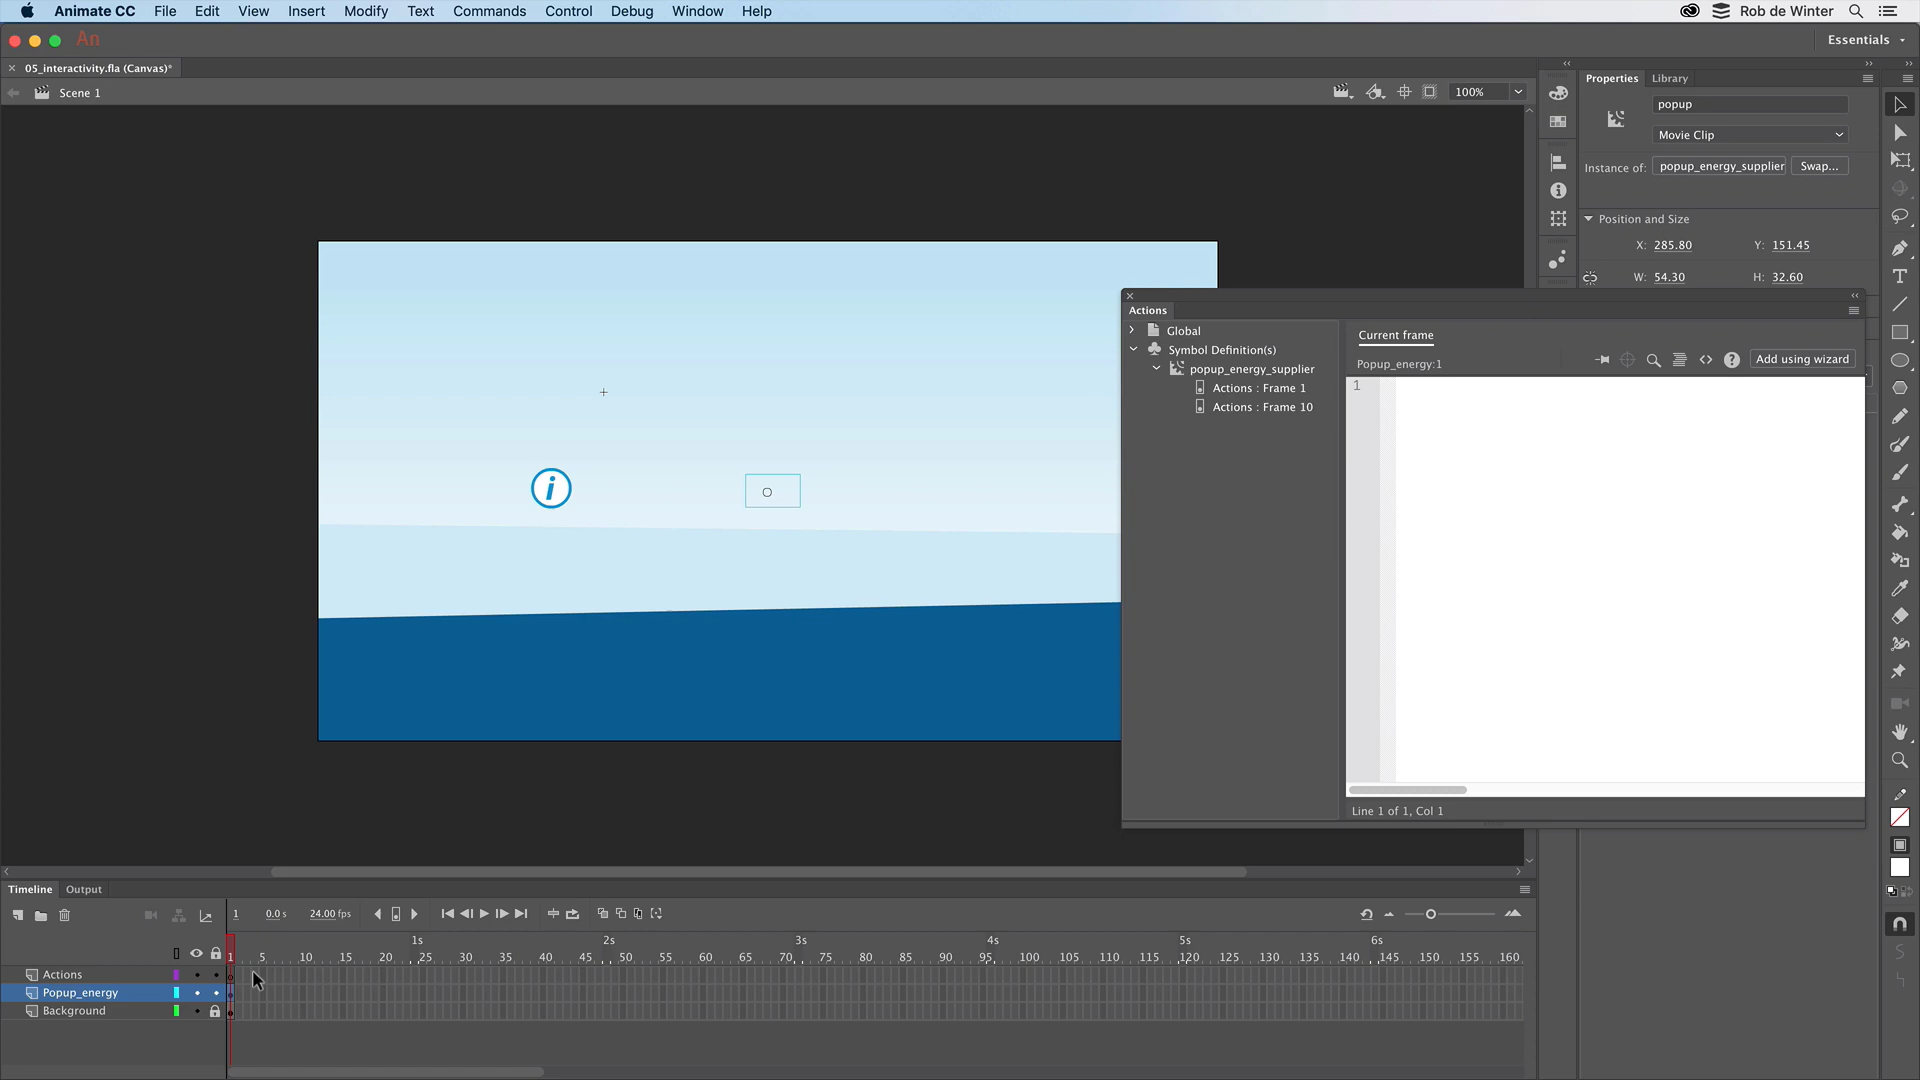 Animate CC File Edit View Insert Modify Text Commands Control Debug Window Help Rob de Winter
An Essentials
05_interactivity.fla (Canvas)*
Scene 1 100%
Properties Library
popup
Movie Clip
Instance of: popup_energy_supplier Swap...
Position and Size
X: 285.80 Y: 151.45
W: 54.30 H: 32.60
Actions
Global
Symbol Definition(s)
popup_energy_supplier
Actions : Frame 1
Actions : Frame 10
Current frame
Popup_energy:1 Add using wizard
1
Line 1 of 1, Col 1
i
Timeline Output
1 0.0 s 24.00 fps
1s 2s 3s 4s 5s 6s
1 5 10 15 20 25 30 35 40 45 50 55 60 65 70 75 80 85 90 95 100 105 110 115 120 125 130 135 140 145 150 155 160
Actions
Popup_energy
Background